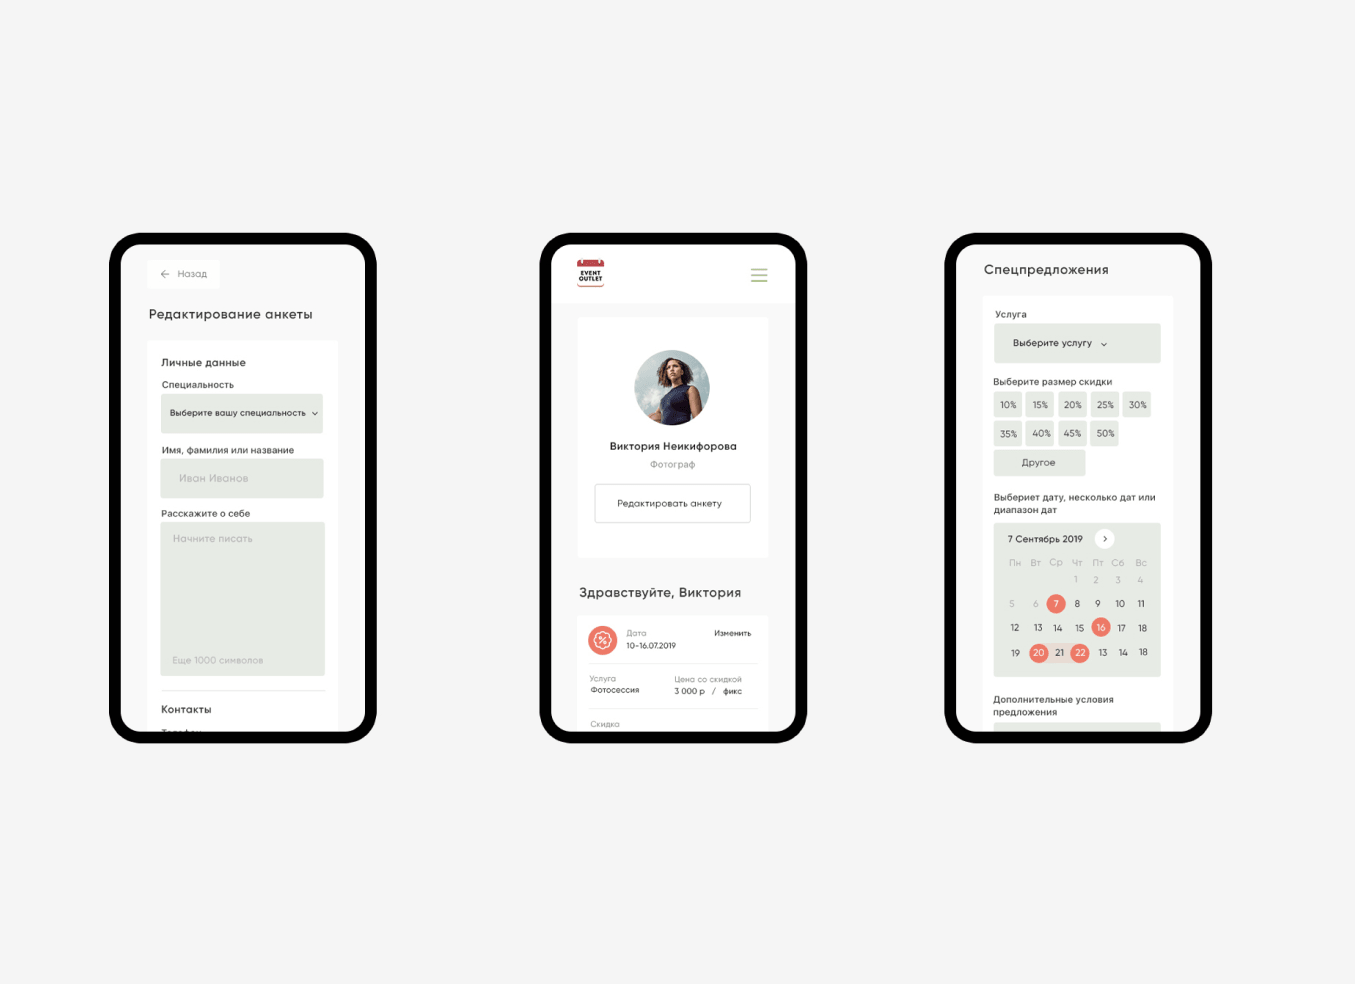 Назад
Редактирование анкеты
Личные данные
Специальность
Выберите вашу специальность
Имя, фамилия или название
Иван Иванов
Расскажите о себе
Начните писать
Еще 1000 символов
Контакты
EVENT
OUTLET
Виктория Неикифорова
Фотограф
Редактировать анкету
Здравствуйте, Виктория
Дата
Изменить
10-16.07.2019
Услуга
Цена со скидкой
Фотосессия
3 000 р / фикс
Скидка
Спецпредложения
Услуга
Выберите услугу
Выберите размер скидки
10% 15% 20% 25% 30%
35% 40% 45% 50%
Другое
Выбериет дату, несколько дат или
диапазон дат
7 Сентябрь 2019
Пн Вт Ср Чт Пт Сб Вс
1 2 3 4
5 6 7 8 9 10 11
12 13 14 15 16 17 18
19 20 21 22 13 14 18
Дополнительные условия
предложения